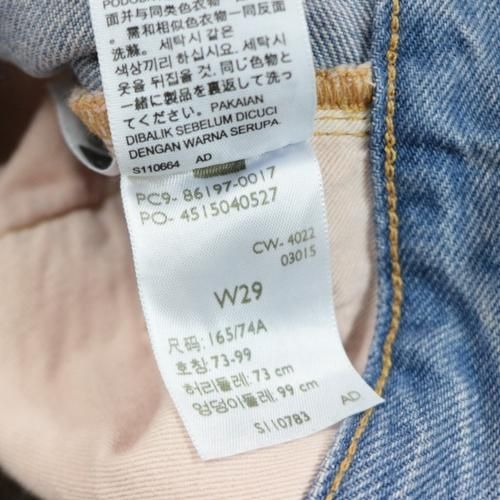 面并与同类色衣物一
需和相似色衣物一同反面
洗滌。세탁시 같은
색상끼리 하십시요. 세탁시
옷을 뒤집을 것. 同じ色物と
一緒に製品を裏返して洗っ
てください。PAKAIAN
DIBALIK SEBELUM DICUCI
DENGAN WARNA SERUPA.
S110664 AD
PC9- 86197-0017
PO- 4515040527
CW- 4022
03015
W29
尺码: 165/74A
호칭: 73-99
허리둘레: 73 cm
엉덩이둘레: 99 cm
S110783 AD